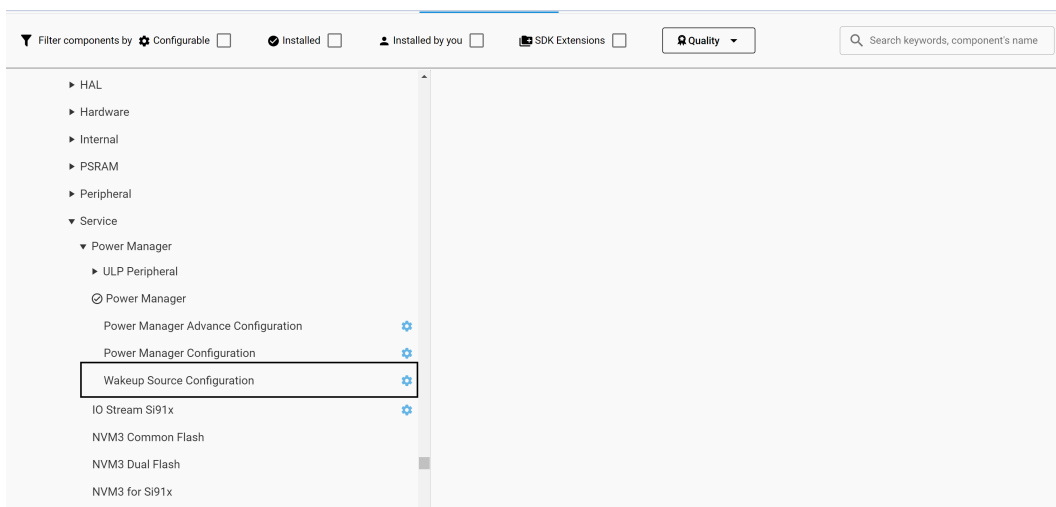 Filter components by Configurable Installed Installed by you SDK Extensions Quality Search keywords, component's name
HAL
Hardware
Internal
PSRAM
Peripheral
Service
Power Manager
ULP Peripheral
Power Manager
Power Manager Advance Configuration
Power Manager Configuration
Wakeup Source Configuration
IO Stream Si91x
NVM3 Common Flash
NVM3 Dual Flash
NVM3 for Si91x